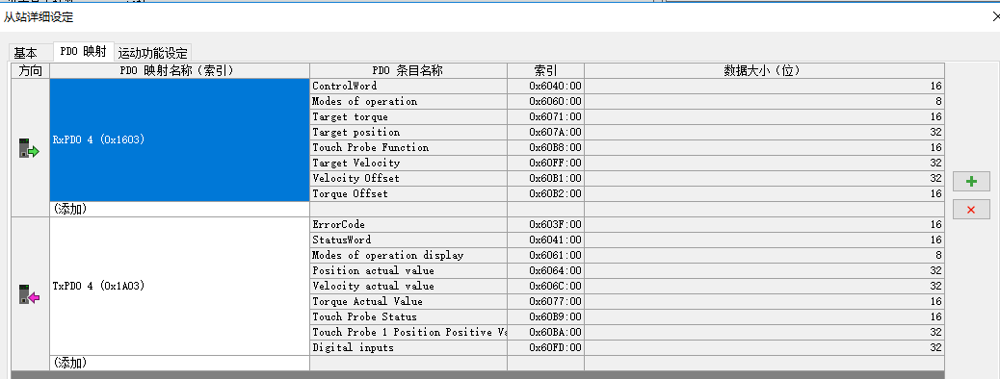 从站详细设定
基本 PDO 映射 运动功能设定
方向 PDO 映射名称（索引） PDO 条目名称 索引 数据大小（位）
RxPDO 4 (0x1603)
ControlWord 0x6040:00 16
Modes of operation 0x6060:00 8
Target torque 0x6071:00 16
Target position 0x607A:00 32
Touch Probe Function 0x60B8:00 16
Target Velocity 0x60FF:00 32
Velocity Offset 0x60B1:00 32
Torque Offset 0x60B2:00 16
(添加)
TxPDO 4 (0x1A03)
ErrorCode 0x603F:00 16
StatusWord 0x6041:00 16
Modes of operation display 0x6061:00 8
Position actual value 0x6064:00 32
Velocity actual value 0x606C:00 32
Torque Actual Value 0x6077:00 16
Touch Probe Status 0x60B9:00 16
Touch Probe 1 Position Positive Va 0x60BA:00 32
Digital inputs 0x60FD:00 32
(添加)